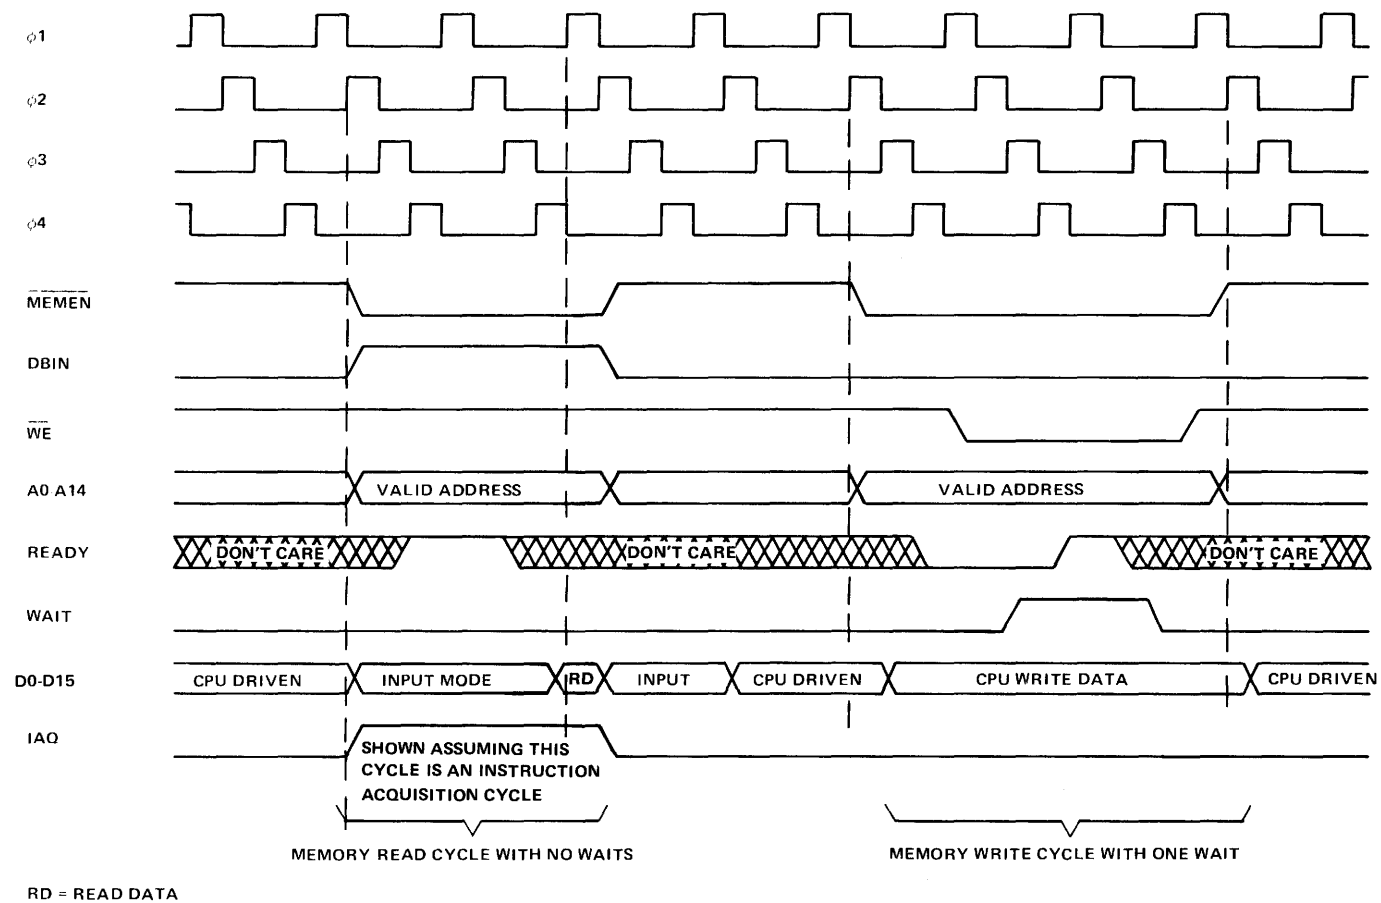 φ1
φ2
φ3
φ4
MEMEN
DBIN
WE
A0-A14 VALID ADDRESS VALID ADDRESS
READY DON'T CARE DON'T CARE DON'T CARE
WAIT
D0-D15 CPU DRIVEN INPUT MODE RD INPUT CPU DRIVEN CPU WRITE DATA CPU DRIVEN
IAQ
SHOWN ASSUMING THIS
CYCLE IS AN INSTRUCTION
ACQUISITION CYCLE
MEMORY READ CYCLE WITH NO WAITS MEMORY WRITE CYCLE WITH ONE WAIT
RD = READ DATA